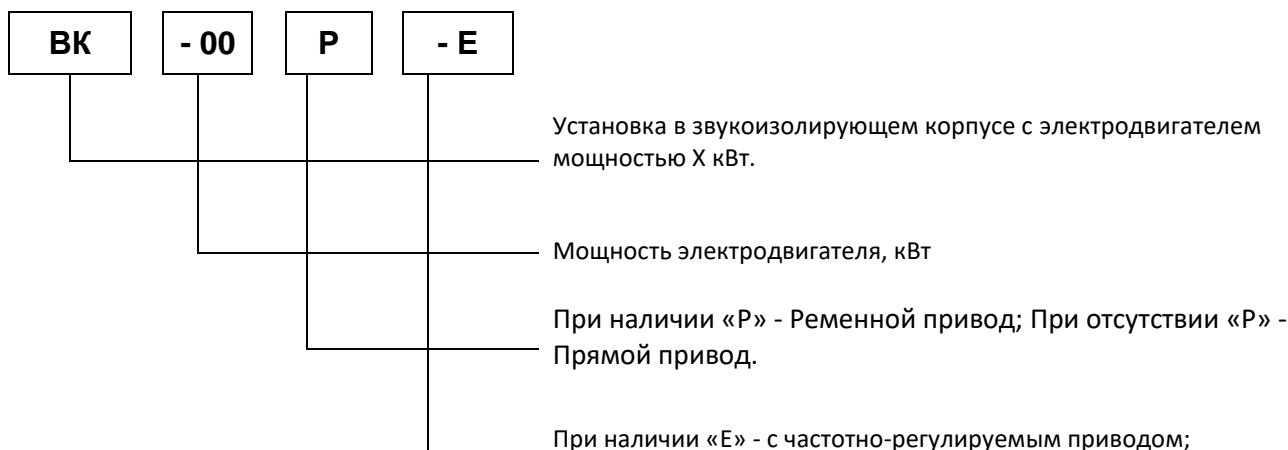 ВК - 00 Р - Е
Установка в звукоизолирующем корпусе с электродвигателем
мощностью X кВт.
Мощность электродвигателя, кВт
При наличии «Р» - Ременной привод; При отсутствии «Р» -
Прямой привод.
При наличии «Е» - с частотно-регулируемым приводом;